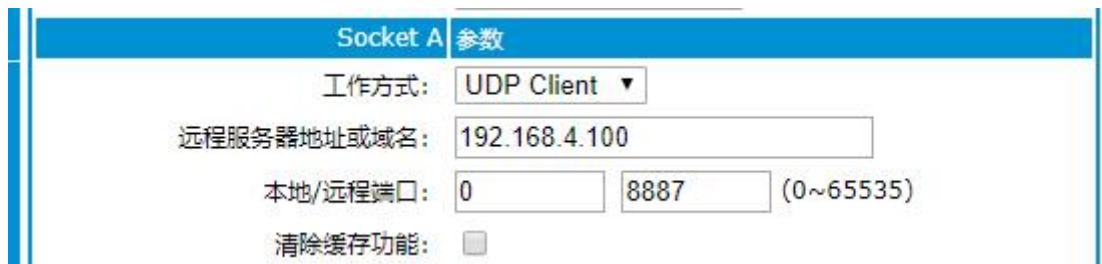 Socket A 参数
工作方式： UDP Client
远程服务器地址或域名： 192.168.4.100
本地/远程端口： 0 8887 (0~65535)
清除缓存功能：